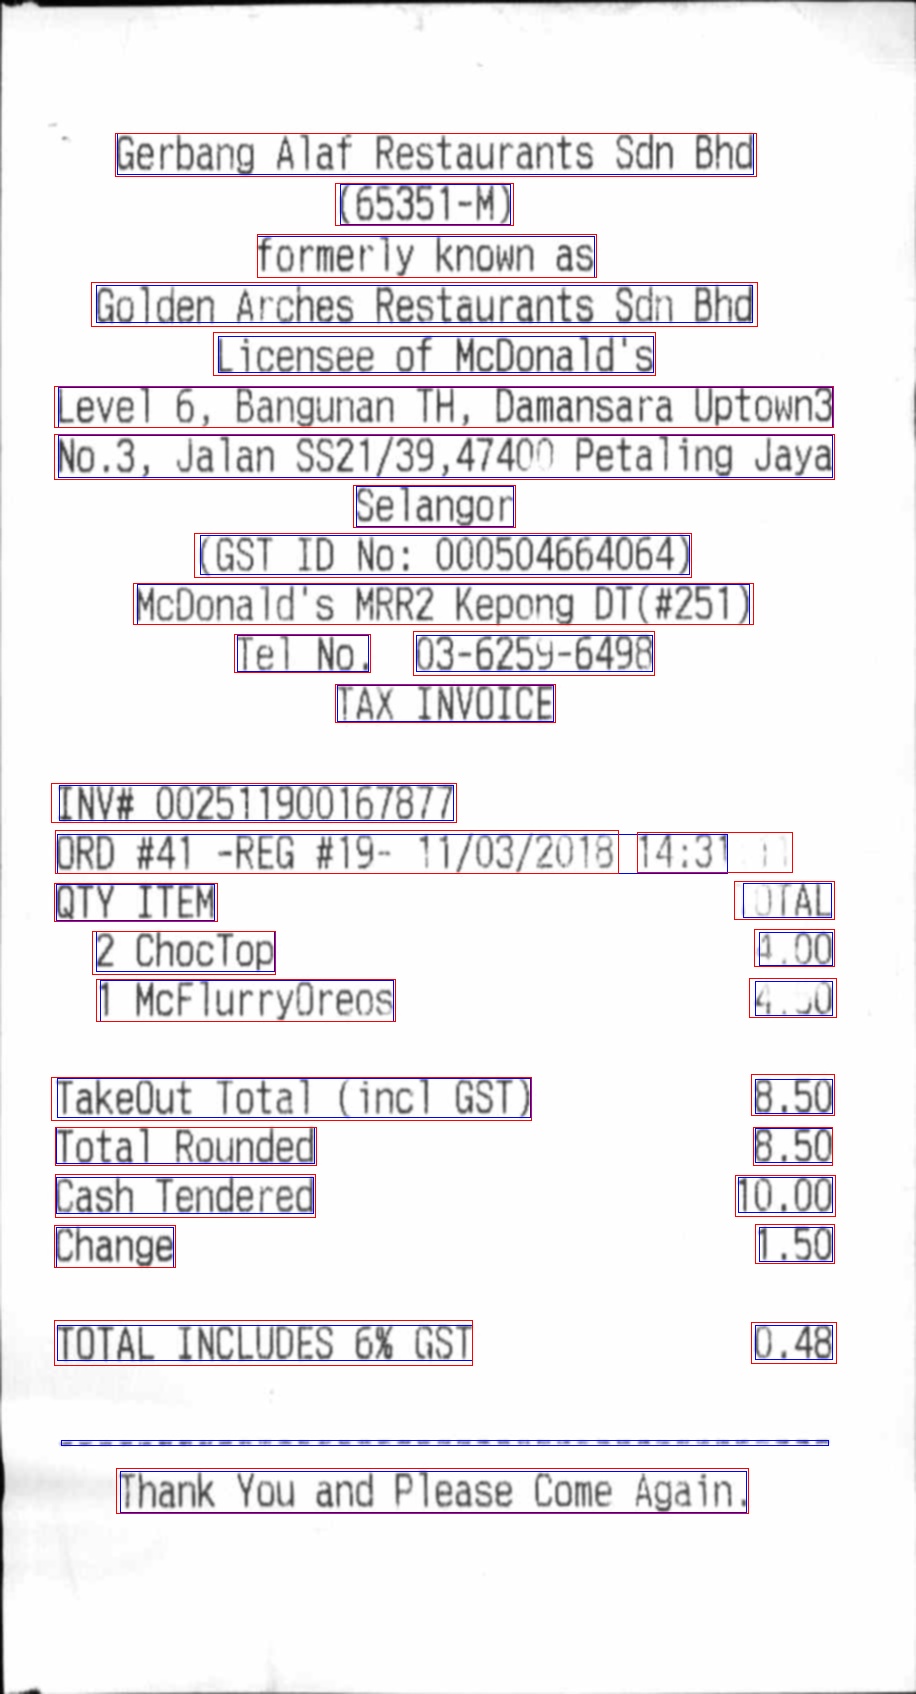 Gerbang Alaf Restaurants Sdn Bhd
(65351-M)
formerly known as
Golden Arches Restaurants Sdn Bhd
Licensee of McDonald's
Level 6, Bangunan TH, Damansara Uptown3
No.3, Jalan SS21/39,47400 Petaling Jaya
Selangor
(GST ID No: 000504664064)
McDonald's MRR2 Kepong DT(#251)
Tel No. 03-6259-6498
TAX INVOICE
INV# 002511900167877
ORD #41 -REG #19- 11/03/2018 14:31
QTY ITEM TOTAL
2 ChocTop 4.00
1 McFlurryOreos
TakeOut Total (incl GST) 8.50
Total Rounded 8.50
Cash Tendered 10.00
Change 1.50
TOTAL INCLUDES 6% GST 0.48
Thank You and Please Come Again.